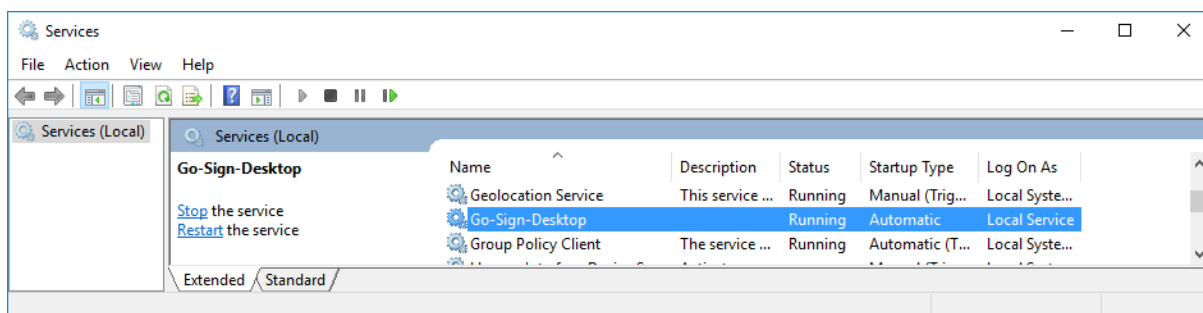 Services
File Action View Help
Services (Local)
Services (Local)
Go-Sign-Desktop
Stop the service
Restart the service
Name Description Status Startup Type Log On As
Geolocation Service This service ... Running Manual (Trig... Local Syste...
Go-Sign-Desktop Running Automatic Local Service
Group Policy Client The service ... Running Automatic (T... Local Syste...
Extended Standard